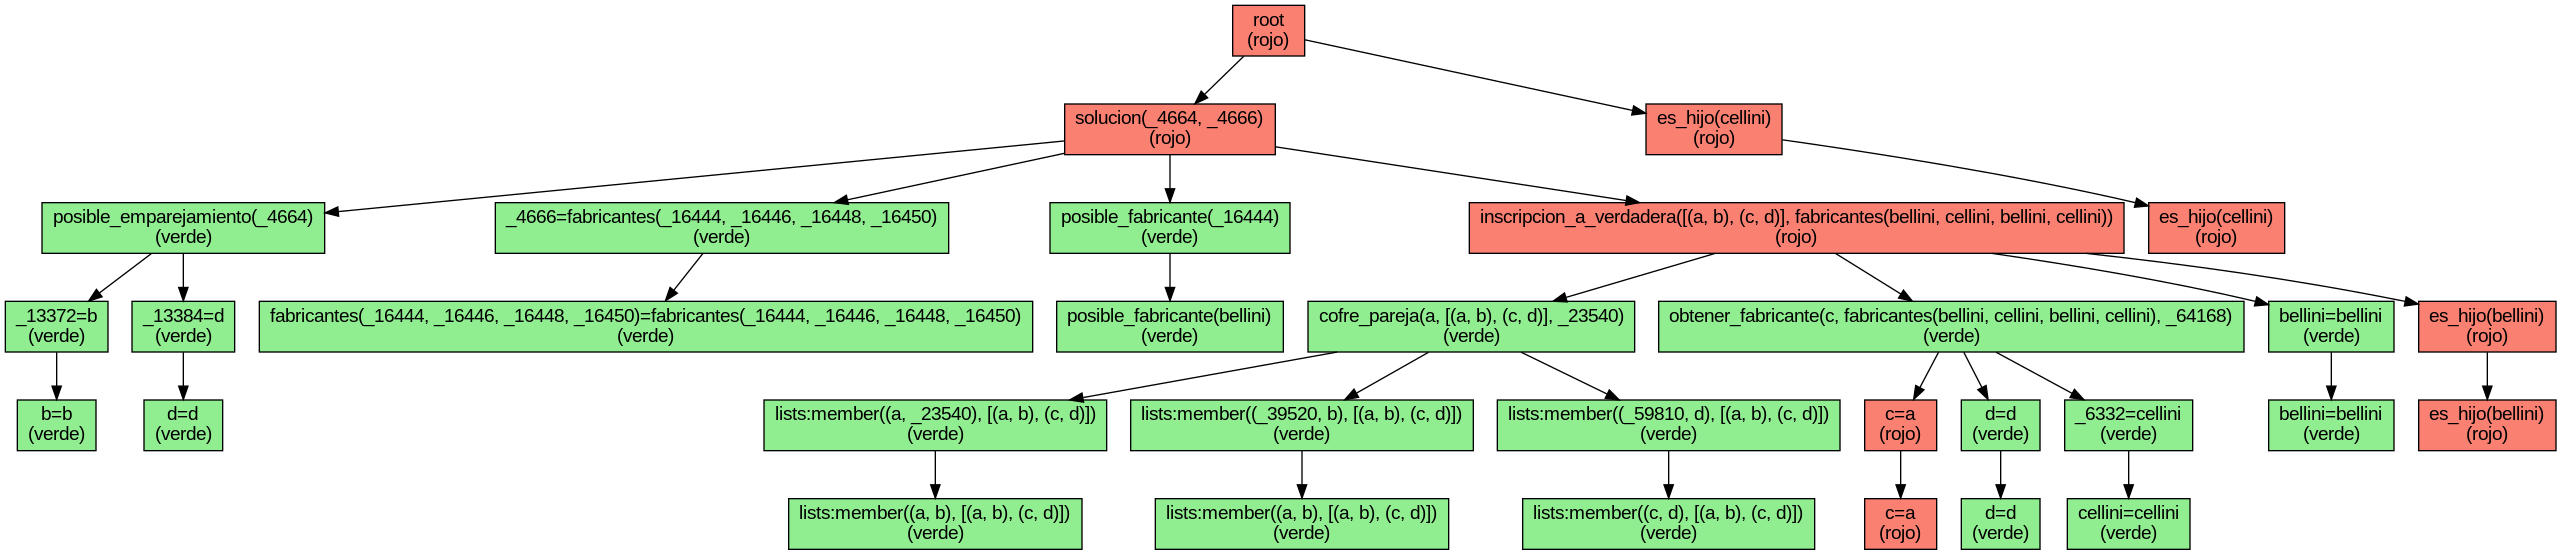 root
(rojo)
solucion(_4664, _4666)
(rojo)
es_hijo(cellini)
(rojo)
posible_emparejamiento(_4664)
(verde)
_4666=fabricantes(_16444, _16446, _16448, _16450)
(verde)
posible_fabricante(_16444)
(verde)
inscripcion_a_verdadera([(a, b), (c, d)], fabricantes(bellini, cellini, bellini, cellini))
(rojo)
es_hijo(cellini)
(rojo)
_13372=b
(verde)
_13384=d
(verde)
fabricantes(_16444, _16446, _16448, _16450)=fabricantes(_16444, _16446, _16448, _16450)
(verde)
posible_fabricante(bellini)
(verde)
cofre_pareja(a, [(a, b), (c, d)], _23540)
(verde)
obtener_fabricante(c, fabricantes(bellini, cellini, bellini, cellini), _64168)
(verde)
bellini=bellini
(verde)
es_hijo(bellini)
(rojo)
b=b
(verde)
d=d
(verde)
lists:member((a, _23540), [(a, b), (c, d)])
(verde)
lists:member((_39520, b), [(a, b), (c, d)])
(verde)
lists:member((_59810, d), [(a, b), (c, d)])
(verde)
c=a
(rojo)
d=d
(verde)
_6332=cellini
(verde)
bellini=bellini
(verde)
es_hijo(bellini)
(rojo)
lists:member((a, b), [(a, b), (c, d)])
(verde)
lists:member((a, b), [(a, b), (c, d)])
(verde)
lists:member((c, d), [(a, b), (c, d)])
(verde)
c=a
(rojo)
d=d
(verde)
cellini=cellini
(verde)